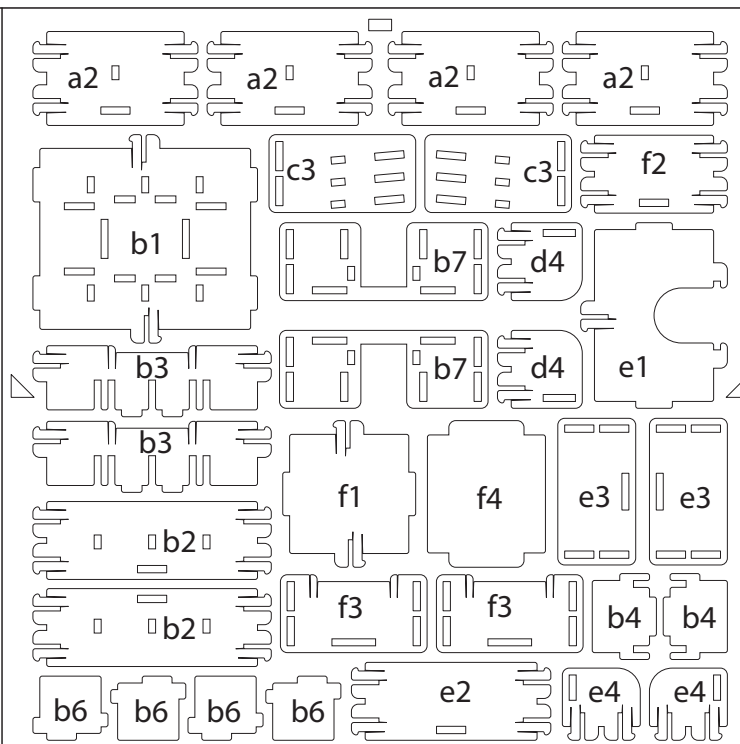 a2 a2 a2 a2
c3 c3 f2
b1 b7 d4
b3 b7 d4 e1
b3
f1 f4 e3 e3
b2
b2 f3 f3 b4 b4
b6 b6 b6 b6 e2 e4 e4